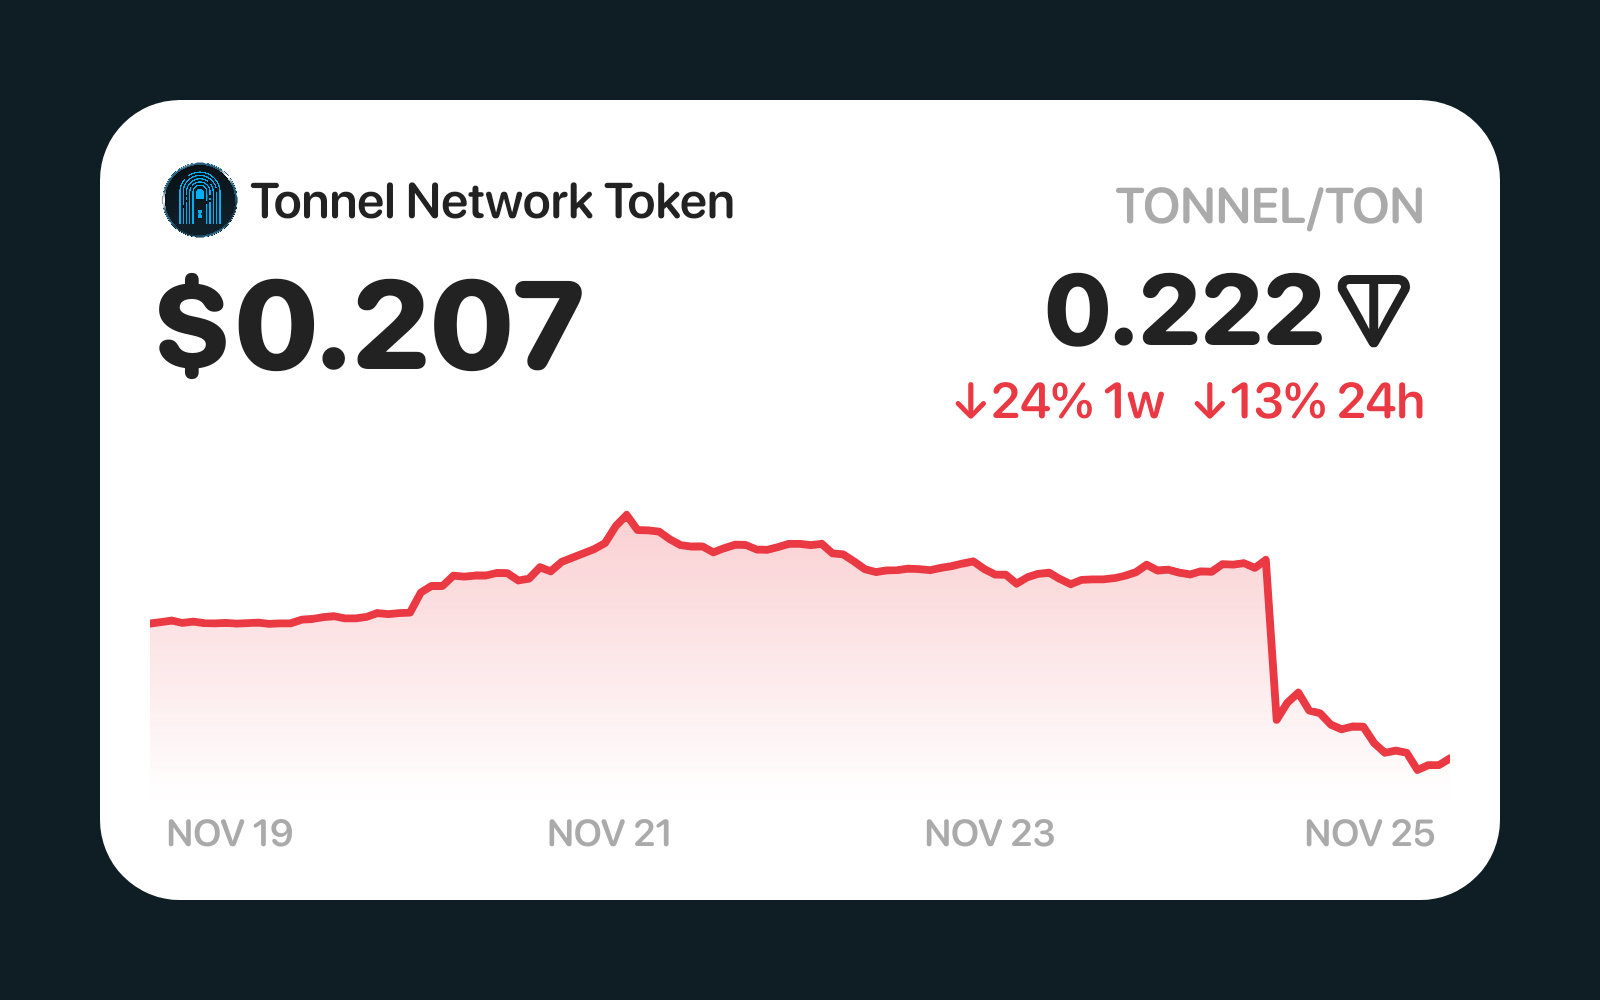 Tonnel Network Token
TONNEL/TON
$0.207
0.222
↓24% 1w ↓13% 24h
NOV 19
NOV 21
NOV 23
NOV 25